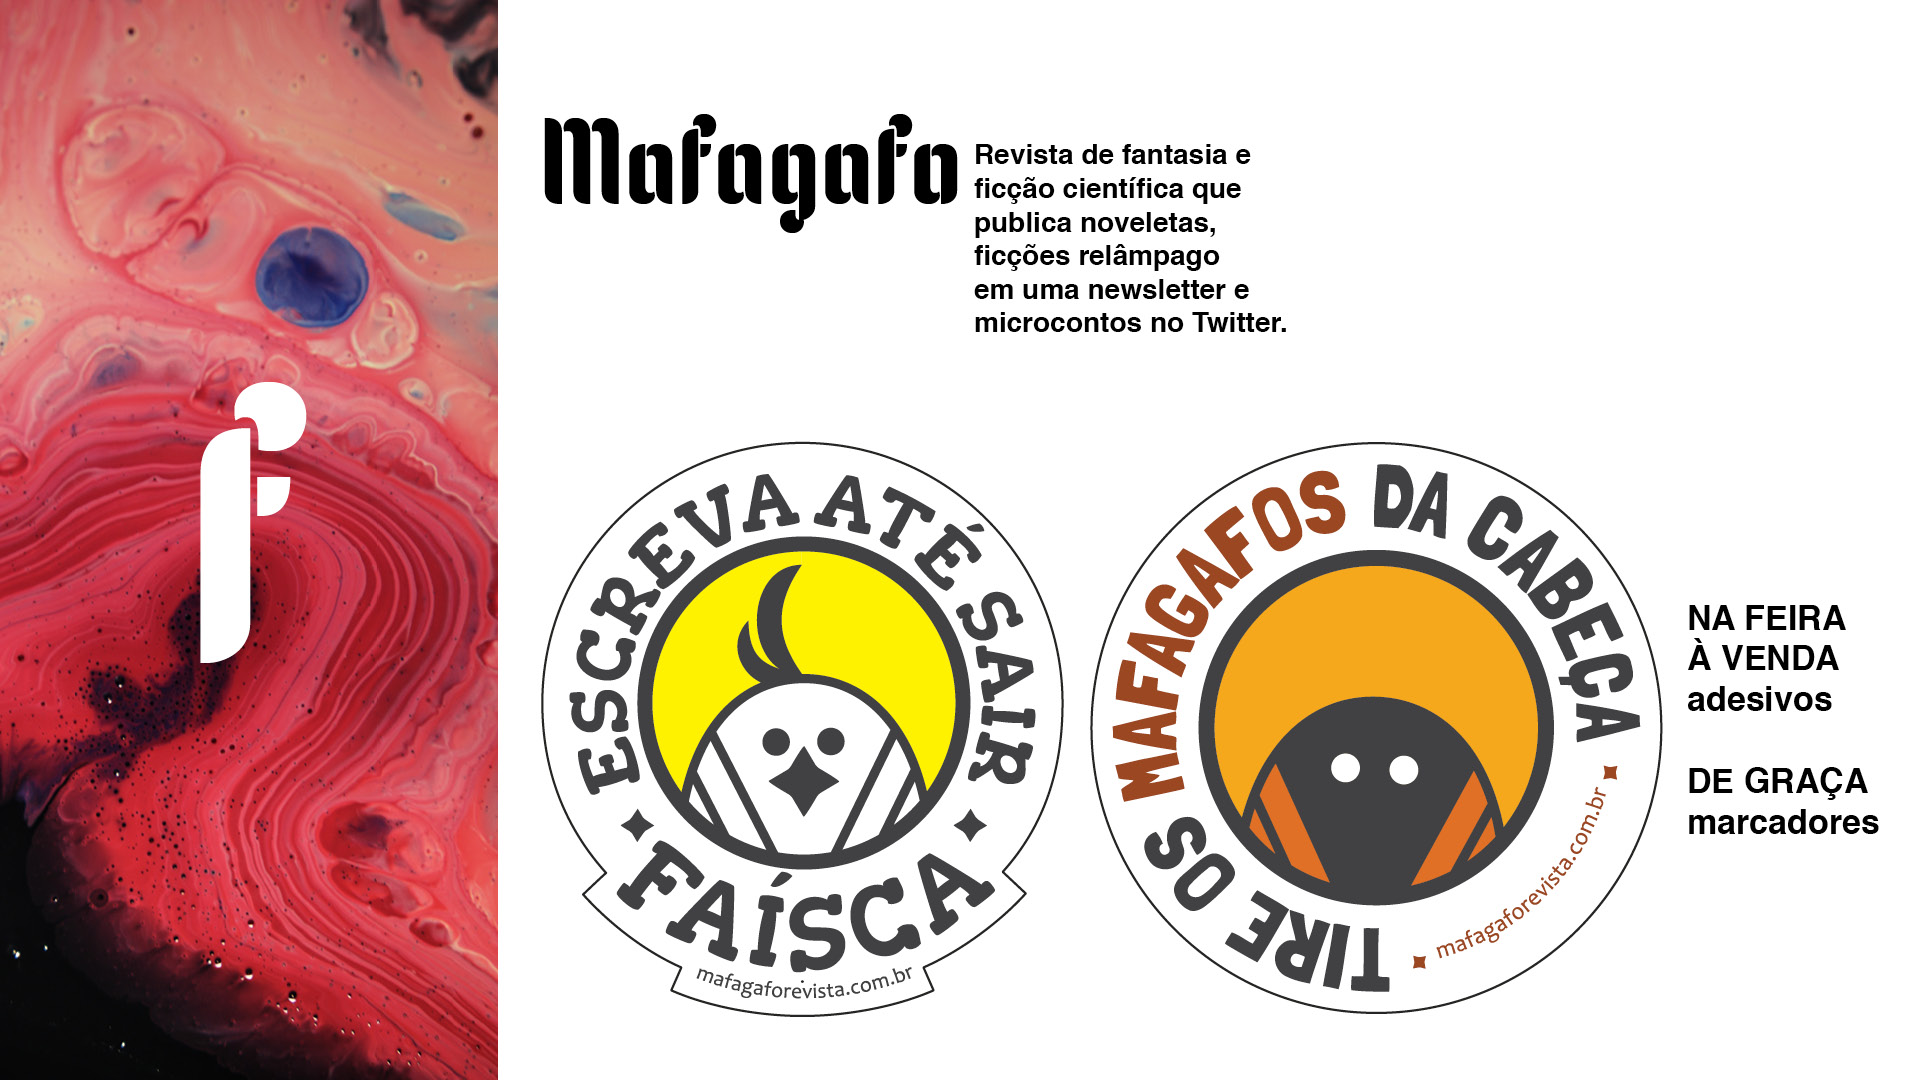 f
Mafagafo
Revista de fantasia e
ficção científica que
publica noveletas,
ficções relâmpago
em uma newsletter e
microcontos no Twitter.
ESCREVA ATÉ SAIR
FAÍSCA
mafagaforevista.com.br
TIRE OS MAFAGAFOS DA CABEÇA
mafagaforevista.com.br
NA FEIRA
À VENDA
adesivos
DE GRAÇA
marcadores